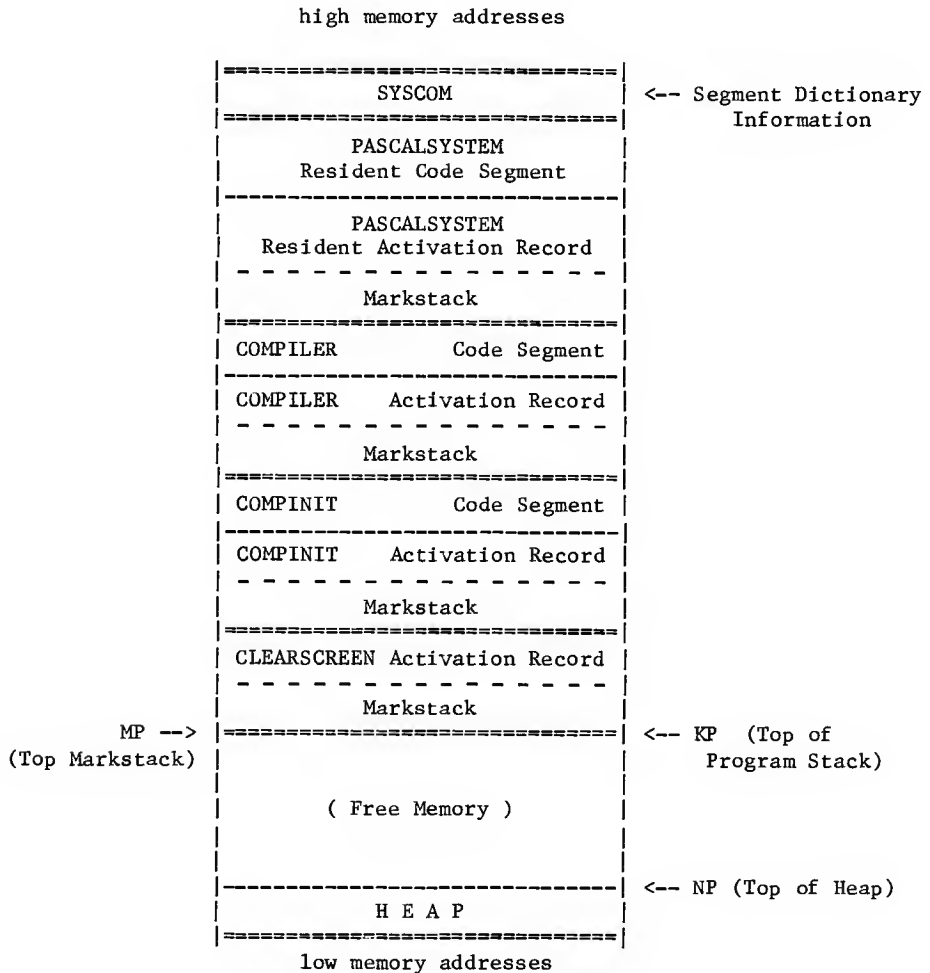 high memory addresses
SYSCOM <-- Segment Dictionary
Information
PASCALSYSTEM
Resident Code Segment
PASCALSYSTEM
Resident Activation Record
Markstack
COMPILER Code Segment
COMPILER Activation Record
Markstack
COMPINIT Code Segment
COMPINIT Activation Record
Markstack
CLEARSCREEN Activation Record
Markstack
MP --> <-- KP (Top of
(Top Markstack) Program Stack)
( Free Memory )
<-- NP (Top of Heap)
H E A P
low memory addresses